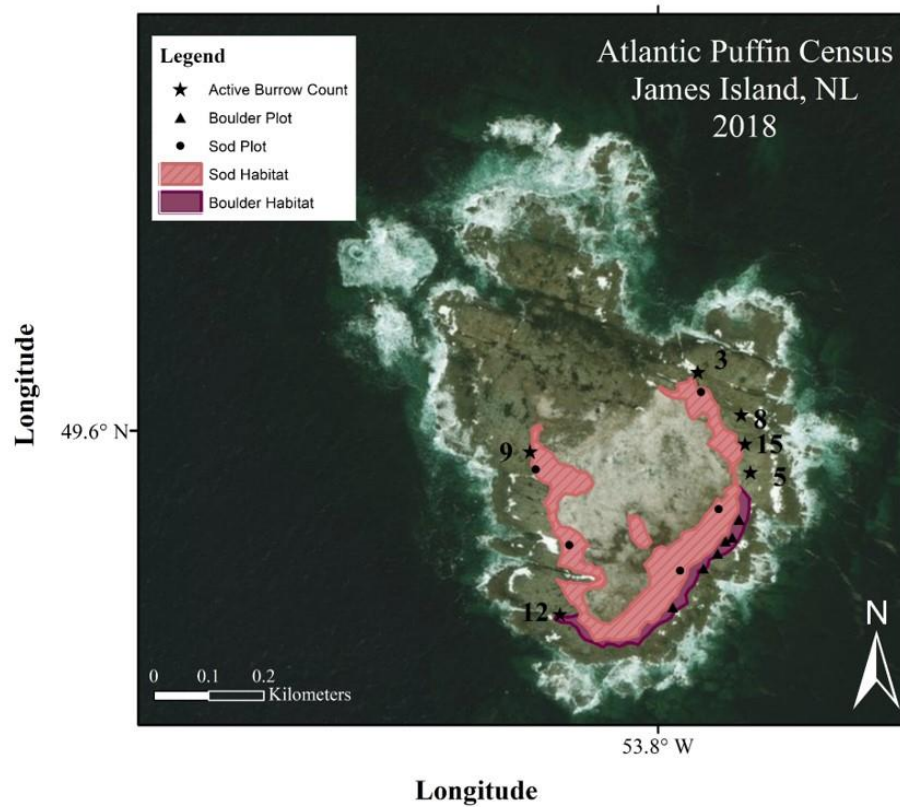 Legend
Active Burrow Count
Boulder Plot
Sod Plot
Sod Habitat
Boulder Habitat
Atlantic Puffin Census
James Island, NL
2018
3
8
15
5
9
12
Longitude
49.6° N
N
0 0.1 0.2
Kilometers
53.8° W
Longitude